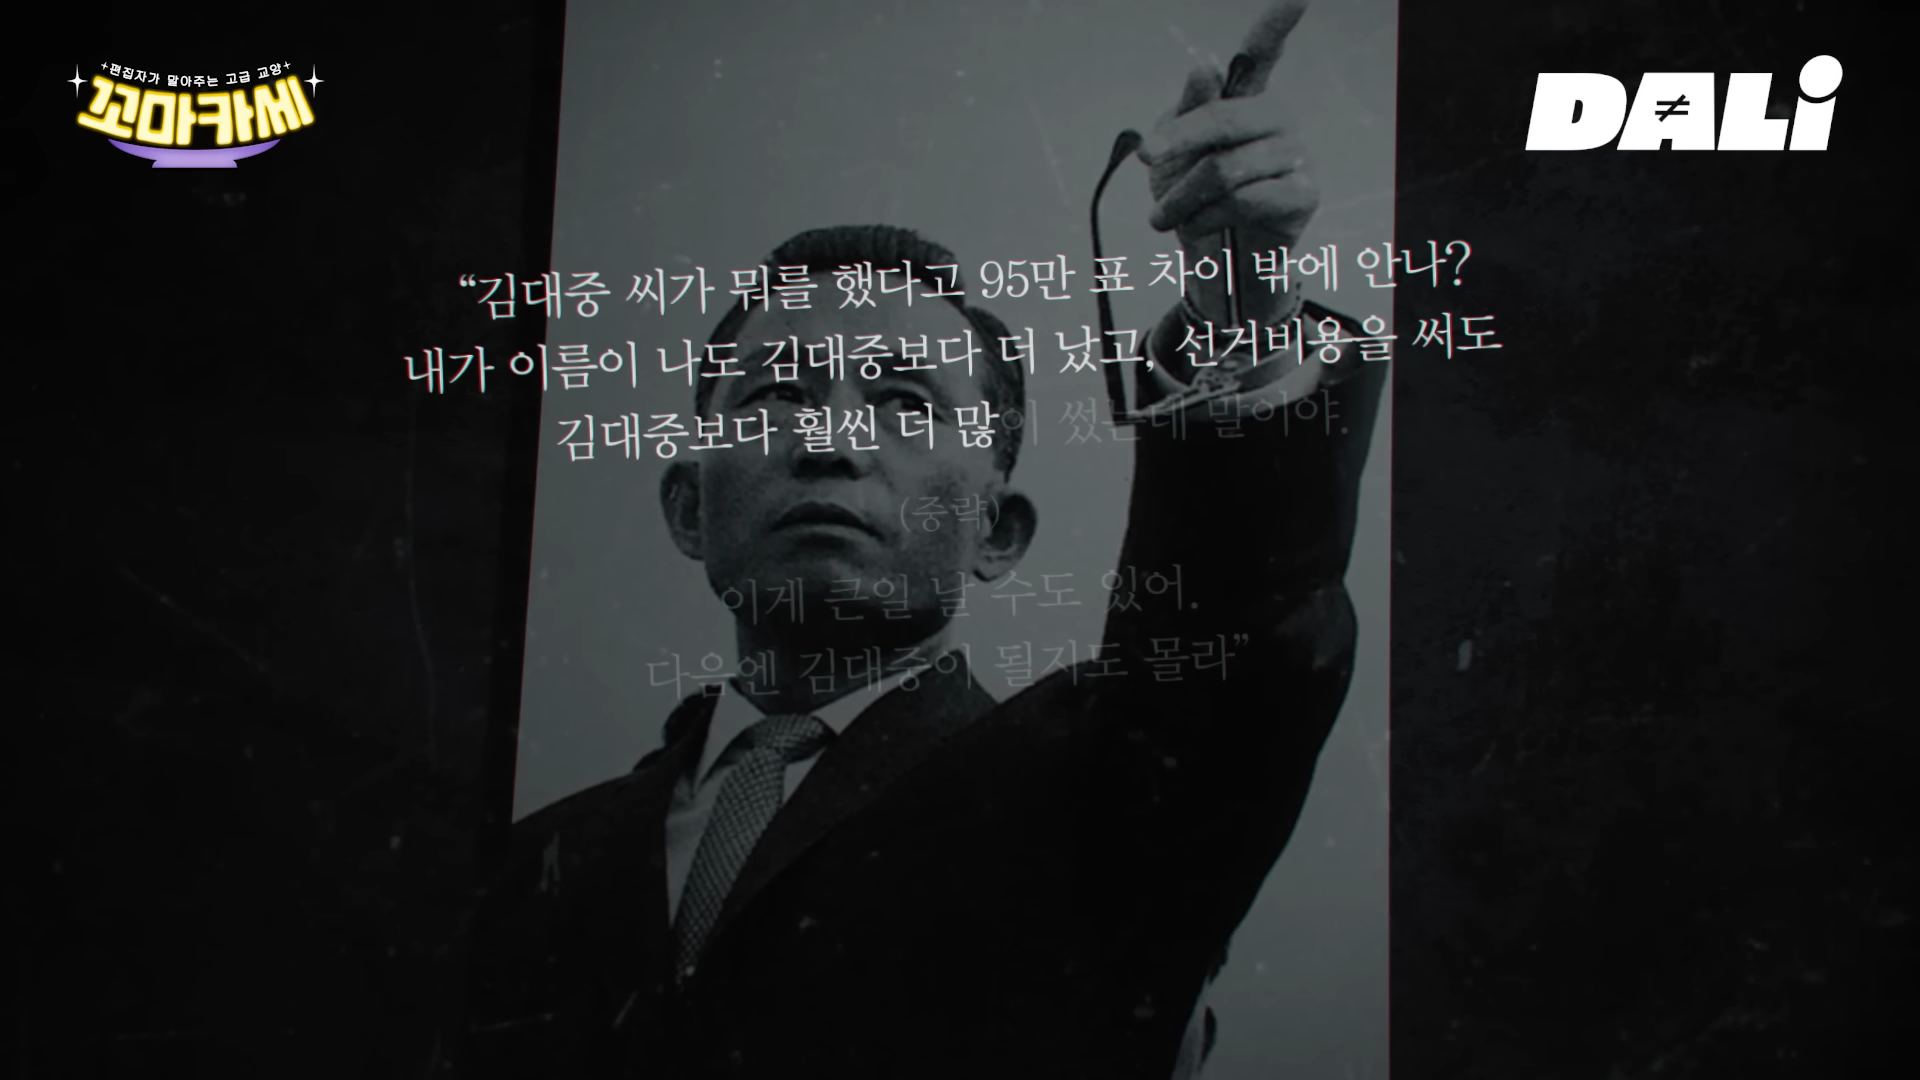 +편집자가 말아주는 고급 교양+
꼬마카세
DALi
“김대중 씨가 뭐를 했다고 95만 표 차이 밖에 안나?
내가 이름이 나도 김대중보다 더 났고, 선거비용을 써도
김대중보다 훨씬 더 많이 썼는데 말이야.
(중략)
이게 큰일 날 수도 있어.
다음엔 김대중이 될지도 몰라”